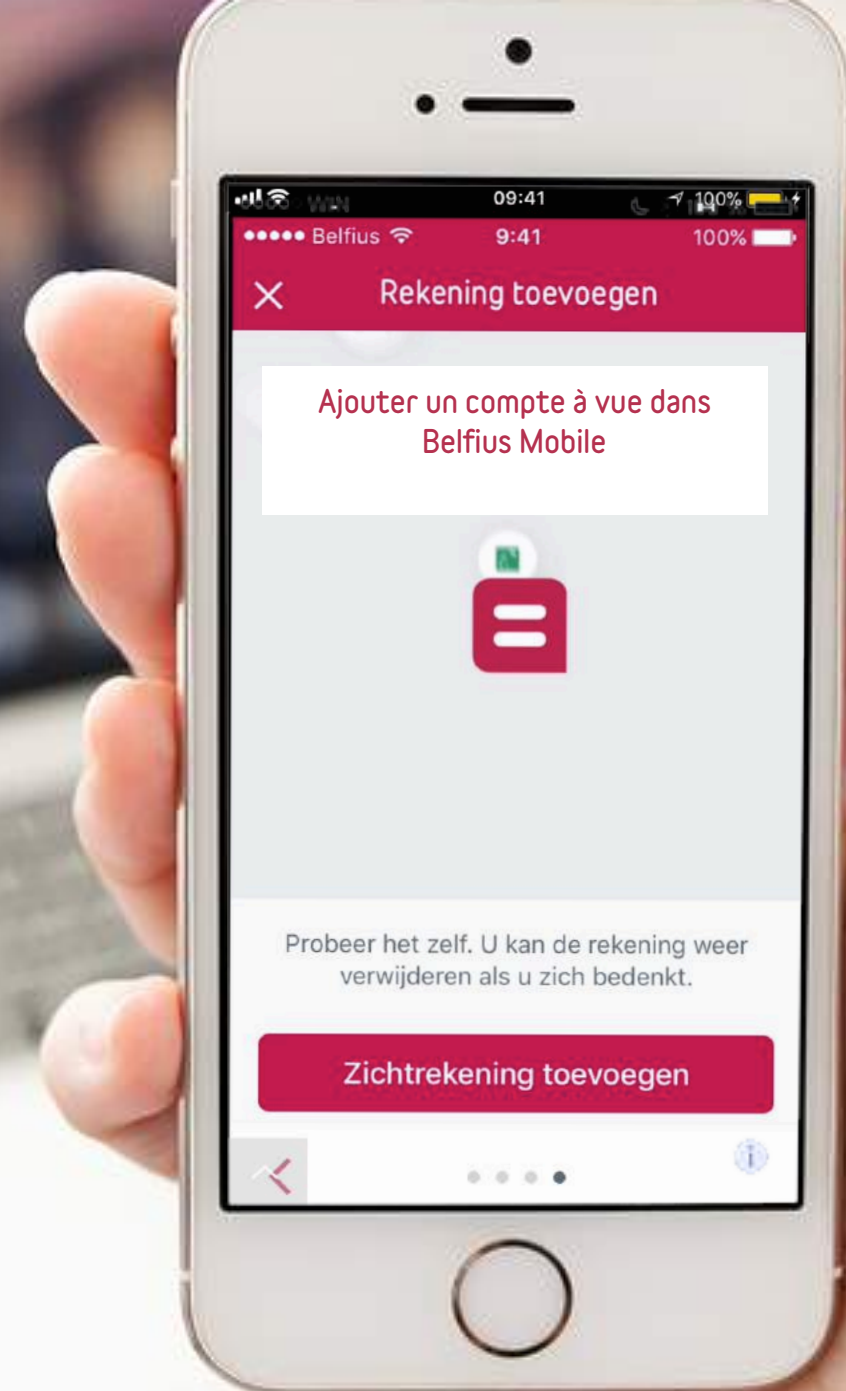 WIN 09:41 100%
Belfius 9:41 100%
Rekening toevoegen
Ajouter un compte à vue dans
Belfius Mobile
Probeer het zelf. U kan de rekening weer
verwijderen als u zich bedenkt.
Zichtrekening toevoegen
i